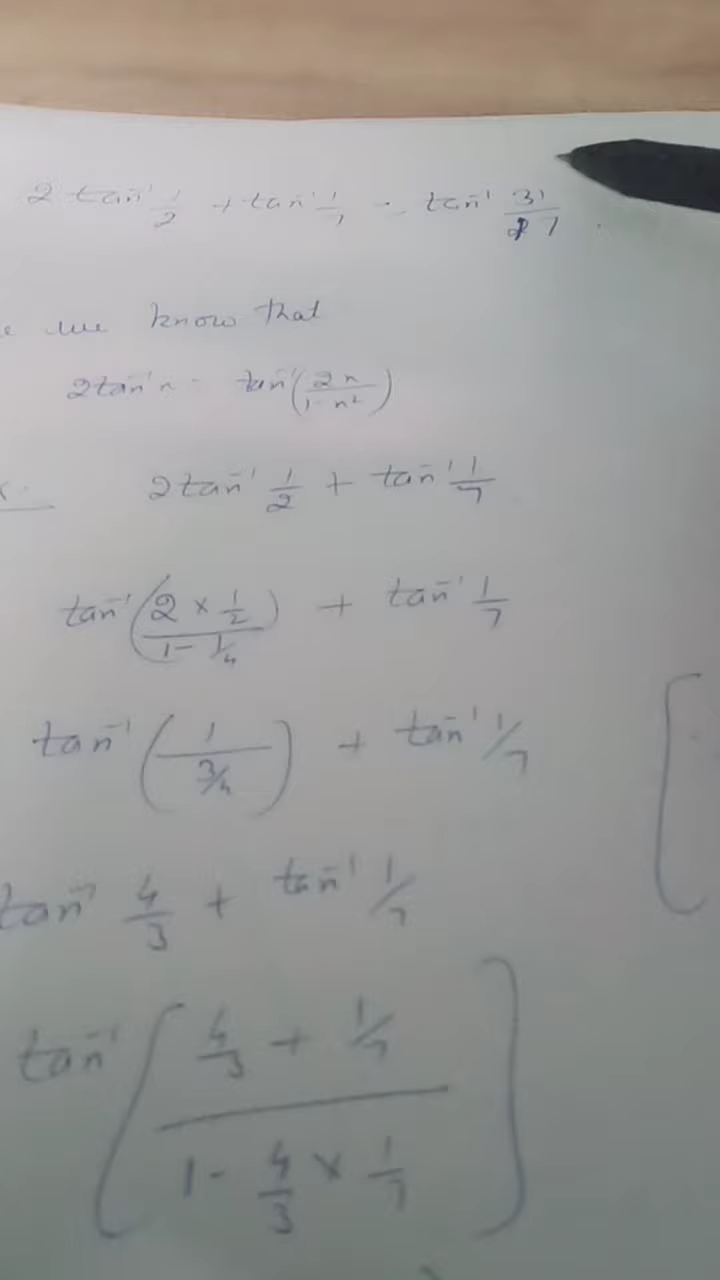 2 tan⁻¹ 1/2 + tan⁻¹ 1/7 = tan⁻¹ 31/27
we know that
2tan⁻¹x = tan⁻¹(2x/1-x²)
2tan⁻¹ 1/2 + tan⁻¹ 1/7
tan⁻¹(2 × 1/2 / 1 - 1/4) + tan⁻¹ 1/7
tan⁻¹(1 / 3/4) + tan⁻¹ 1/7
tan⁻¹ 4/3 + tan⁻¹ 1/7
tan⁻¹(4/3 + 1/7 / 1 - 4/3 × 1/7)